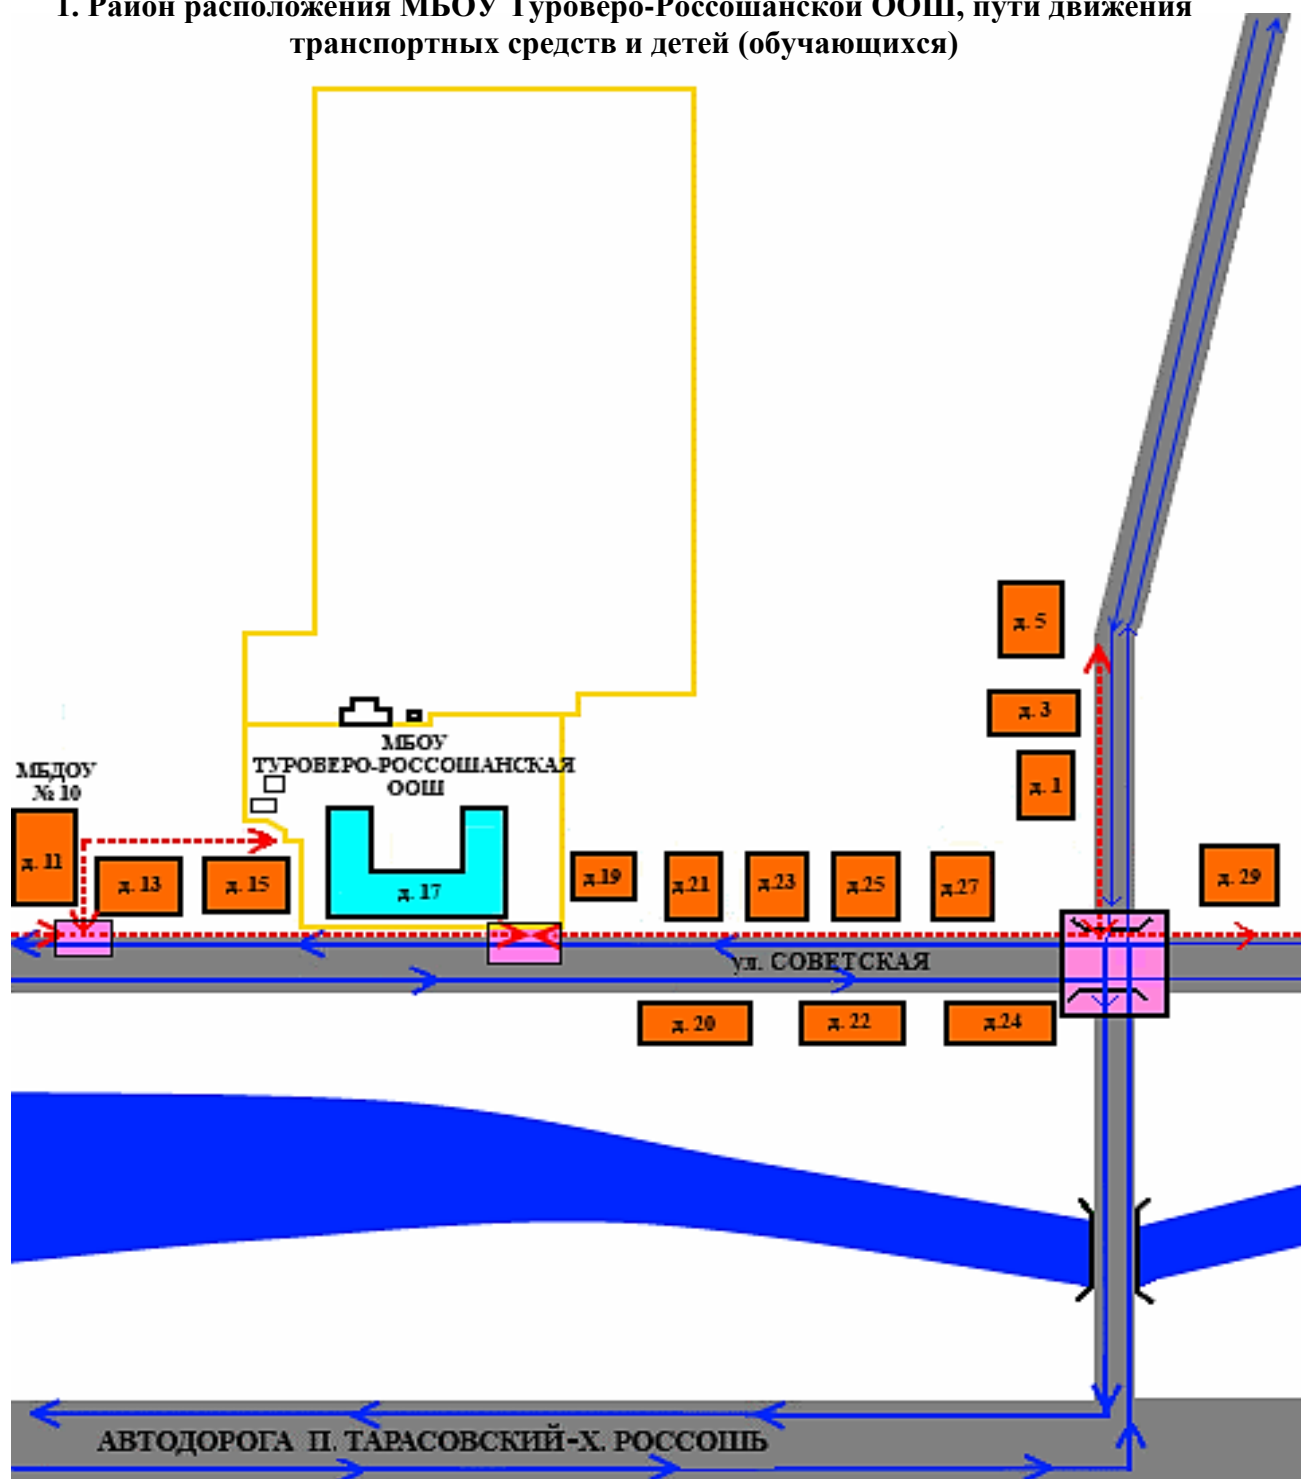 1. Район расположения МБОУ Туроверо-Россошанской ООШ, пути движения
транспортных средств и детей (обучающихся)
д. 5
д. 3
МБОУ
ТУРОВЕРО-РОССОШАНСКАЯ
ООШ
МБДОУ
№ 10
д. 1
д. 11
д. 13
д. 15
д. 17
д.19
д.21
д.23
д.25
д.27
д. 29
ул. СОВЕТСКАЯ
д. 20
д. 22
д.24
АВТОДОРОГА П. ТАРАСОВСКИЙ-Х. РОССОШЬ